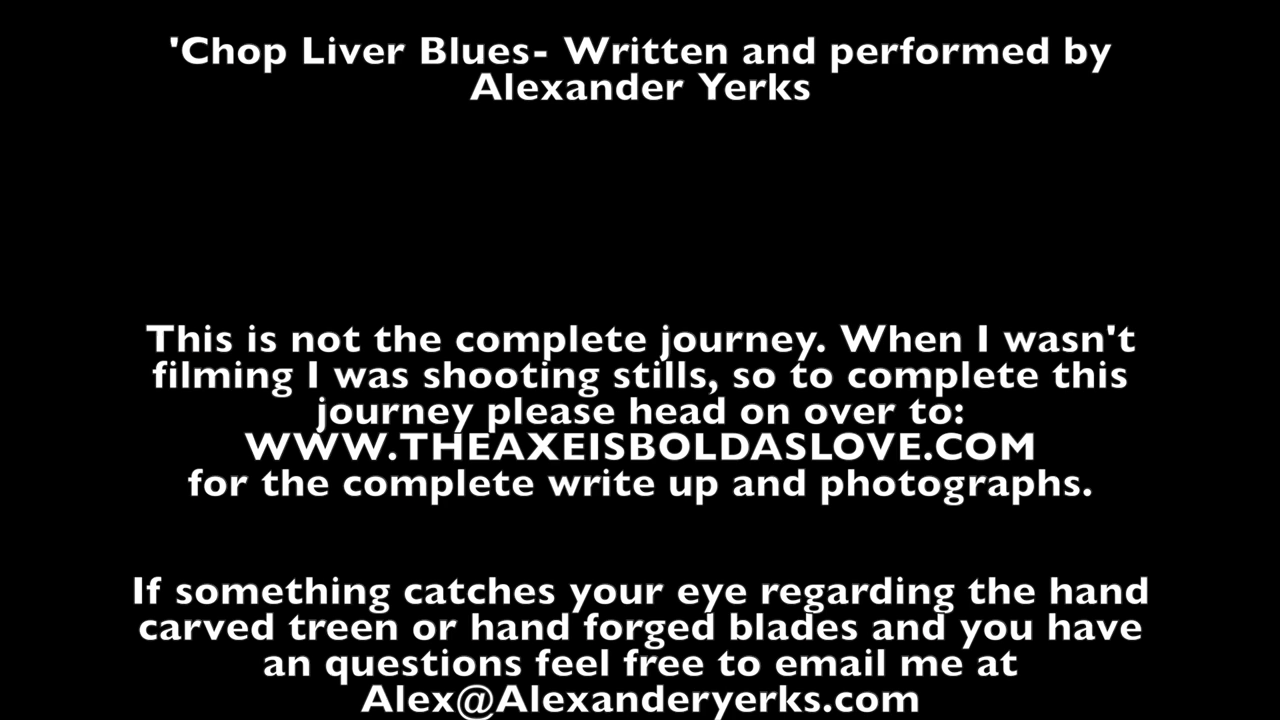 'Chop Liver Blues- Written and performed by
Alexander Yerks
This is not the complete journey. When I wasn't
filming I was shooting stills, so to complete this
journey please head on over to:
WWW.THEAXEISBOLDASLOVE.COM
for the complete write up and photographs.
If something catches your eye regarding the hand
carved treen or hand forged blades and you have
an questions feel free to email me at
Alex@Alexanderyerks.com